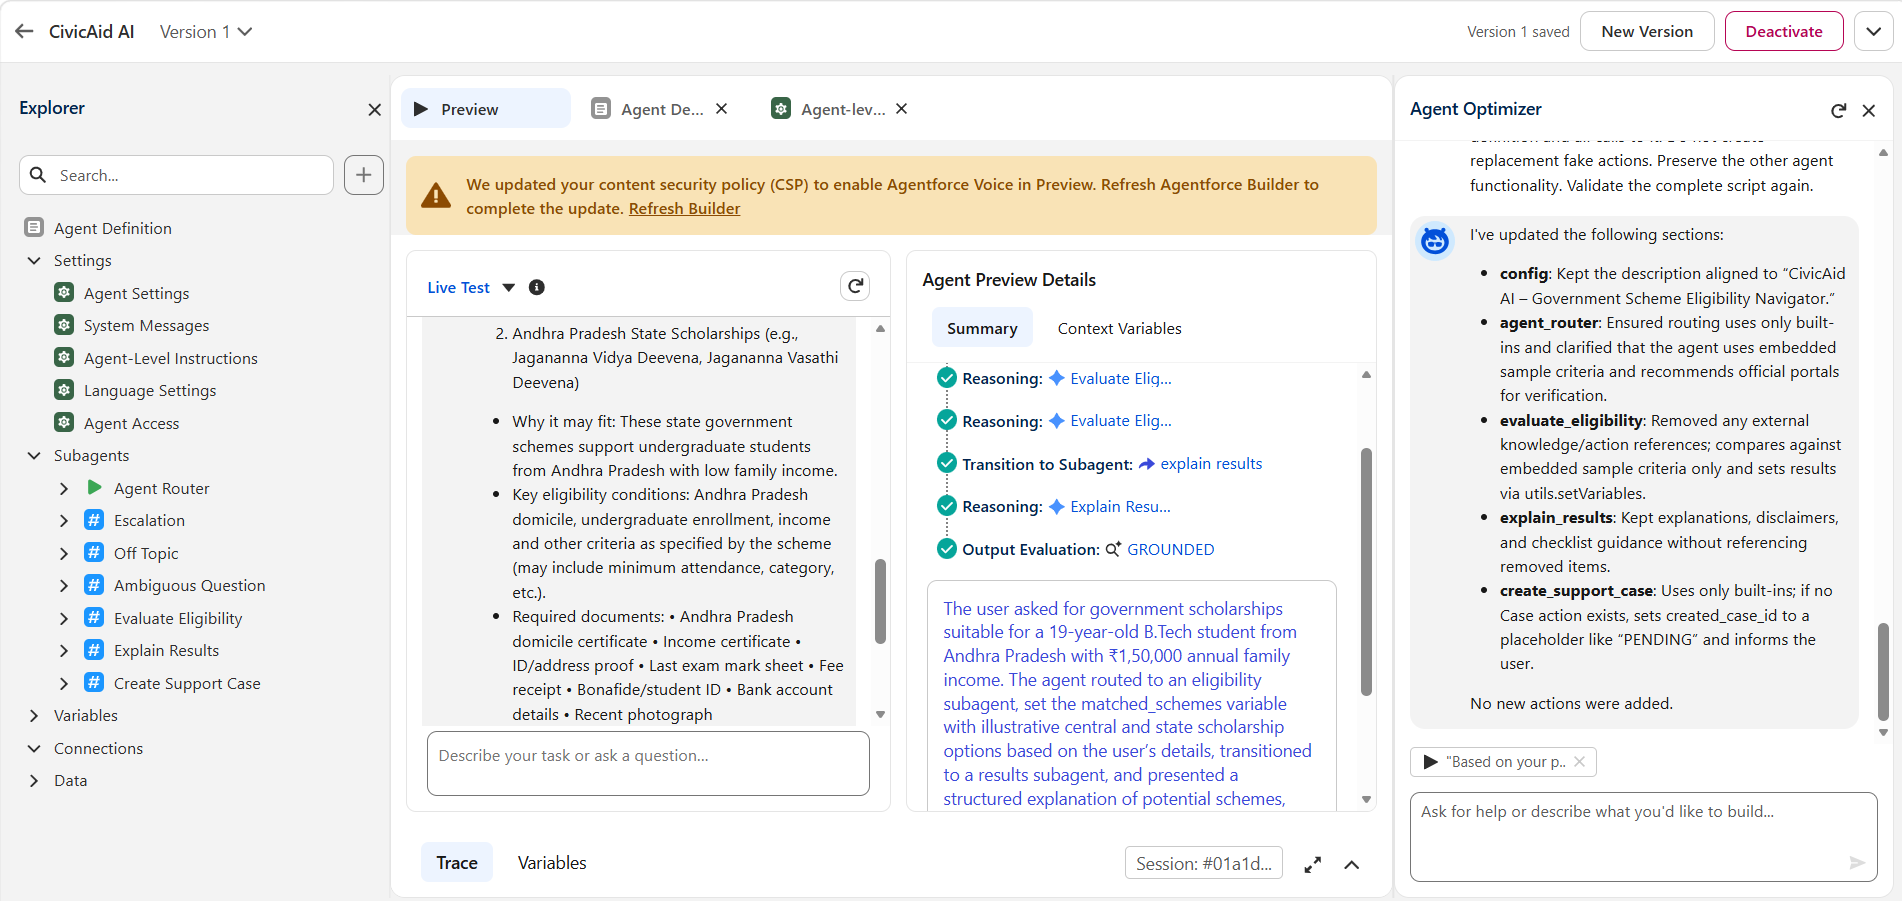 CivicAid AI
Version 1
Version 1 saved
New Version
Deactivate
Explorer
Search...
Agent Definition
Settings
Agent Settings
System Messages
Agent-Level Instructions
Language Settings
Agent Access
Subagents
Agent Router
Escalation
Off Topic
Ambiguous Question
Evaluate Eligibility
Explain Results
Create Support Case
Variables
Connections
Data
Preview
Agent De...
Agent-lev...
We updated your content security policy (CSP) to enable Agentforce Voice in Preview. Refresh Agentforce Builder to
complete the update. Refresh Builder
Live Test
2. Andhra Pradesh State Scholarships (e.g.,
Jagananna Vidya Deevena, Jagananna Vasathi
Deevena)
• Why it may fit: These state government
schemes support undergraduate students
from Andhra Pradesh with low family income.
• Key eligibility conditions: Andhra Pradesh
domicile, undergraduate enrollment, income
and other criteria as specified by the scheme
(may include minimum attendance, category,
etc.).
• Required documents: • Andhra Pradesh
domicile certificate • Income certificate •
ID/address proof • Last exam mark sheet • Fee
receipt • Bonafide/student ID • Bank account
details • Recent photograph
Describe your task or ask a question...
Agent Preview Details
Summary
Context Variables
Reasoning: Evaluate Elig...
Reasoning: Evaluate Elig...
Transition to Subagent: explain results
Reasoning: Explain Resu...
Output Evaluation: GROUNDED
The user asked for government scholarships
suitable for a 19-year-old B.Tech student from
Andhra Pradesh with ₹1,50,000 annual family
income. The agent routed to an eligibility
subagent, set the matched_schemes variable
with illustrative central and state scholarship
options based on the user's details, transitioned
to a results subagent, and presented a
structured explanation of potential schemes,
Trace
Variables
Session: #01a1d...
Agent Optimizer
replacement fake actions. Preserve the other agent
functionality. Validate the complete script again.
I've updated the following sections:
• config: Kept the description aligned to “CivicAid
AI – Government Scheme Eligibility Navigator.”
• agent_router: Ensured routing uses only built-
ins and clarified that the agent uses embedded
sample criteria and recommends official portals
for verification.
• evaluate_eligibility: Removed any external
knowledge/action references; compares against
embedded sample criteria only and sets results
via utils.setVariables.
• explain_results: Kept explanations, disclaimers,
and checklist guidance without referencing
removed items.
• create_support_case: Uses only built-ins; if no
Case action exists, sets created_case_id to a
placeholder like “PENDING” and informs the
user.
No new actions were added.
"Based on your p..
Ask for help or describe what you'd like to build...